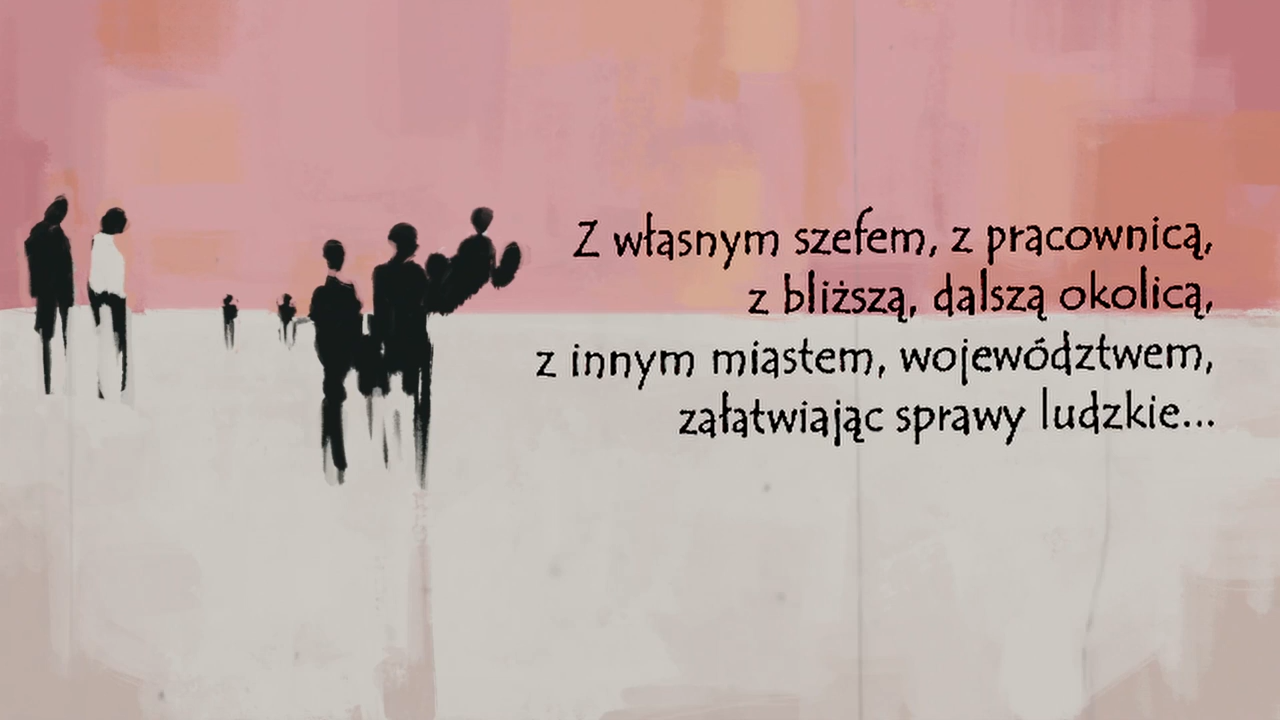 Z własnym szefem, z pracownicą,
z bliższą, dalszą okolicą,
z innym miastem, województwem,
załatwiając sprawy ludzkie...